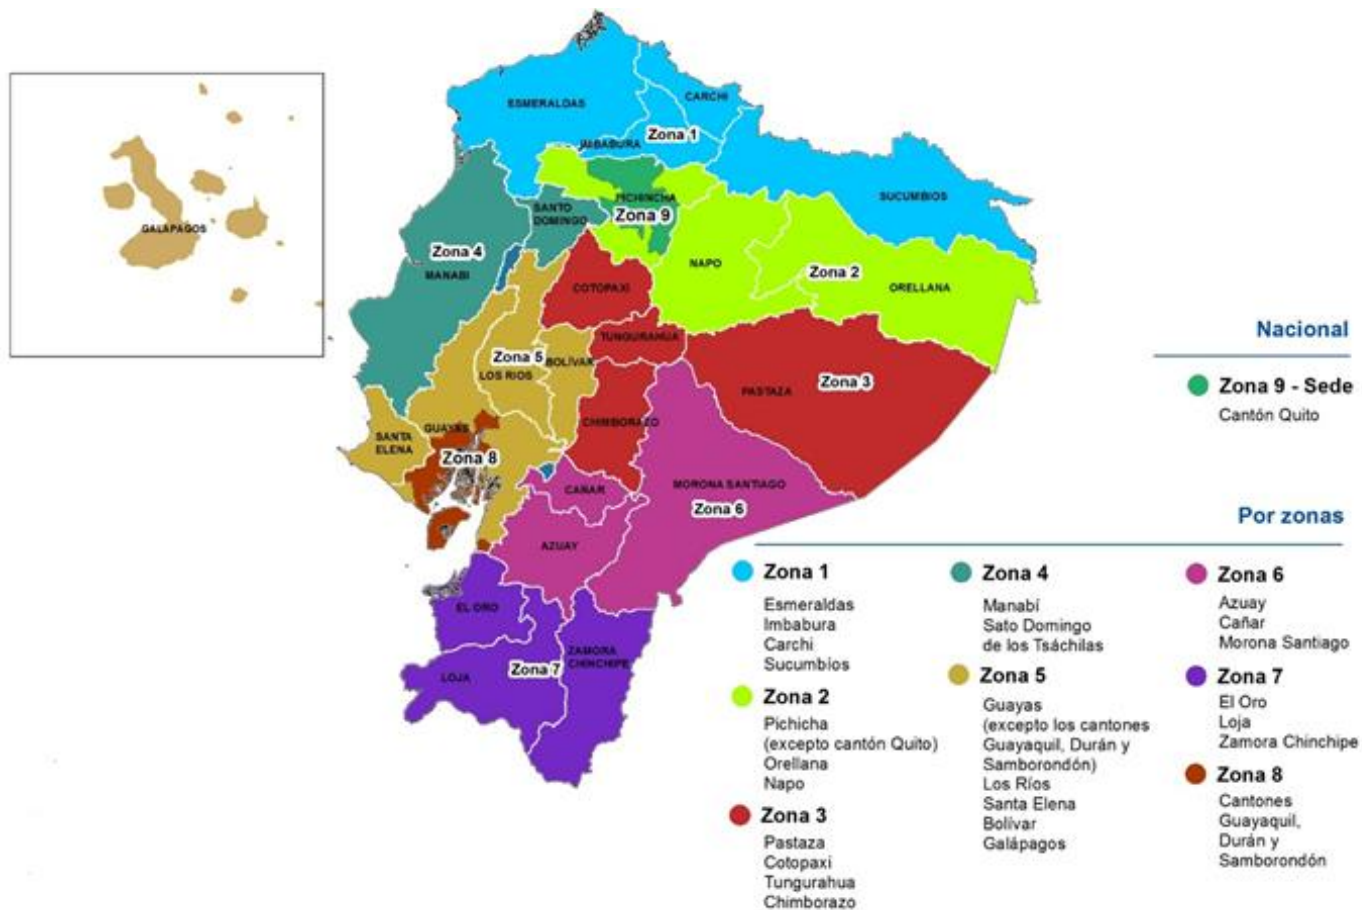 ESMERALDAS
CARCHI
IMBABURA
Zona 1
SUCUMBIOS
GALÁPAGOS
PICHINCHA
SANTO
DOMINGO
Zona 9
Zona 4
MANABI
NAPO
Zona 2
ORELLANA
COTOPAXI
TUNGURAHUA
Zona 5
BOLÍVAR
LOS RIOS
PASTAZA
Zona 3
CHIMBORAZO
SANTA
ELENA
GUAYAS
Zona 8
CAÑAR
MORONA SANTIAGO
Zona 6
AZUAY
EL ORO
ZAMORA
CHINCHIPE
Zona 7
LOJA
Nacional
Zona 9 - Sede
Cantón Quito
Por zonas
Zona 1
Esmeraldas
Imbabura
Carchi
Sucumbios
Zona 2
Pichicha
(excepto cantón Quito)
Orellana
Napo
Zona 3
Pastaza
Cotopaxi
Tungurahua
Chimborazo
Zona 4
Manabí
Sato Domingo
de los Tsáchilas
Zona 5
Guayas
(excepto los cantones
Guayaquil, Durán y
Samborondón)
Los Ríos
Santa Elena
Bolívar
Galápagos
Zona 6
Azuay
Cañar
Morona Santiago
Zona 7
El Oro
Loja
Zamora Chinchipe
Zona 8
Cantones
Guayaquil,
Durán y
Samborondón